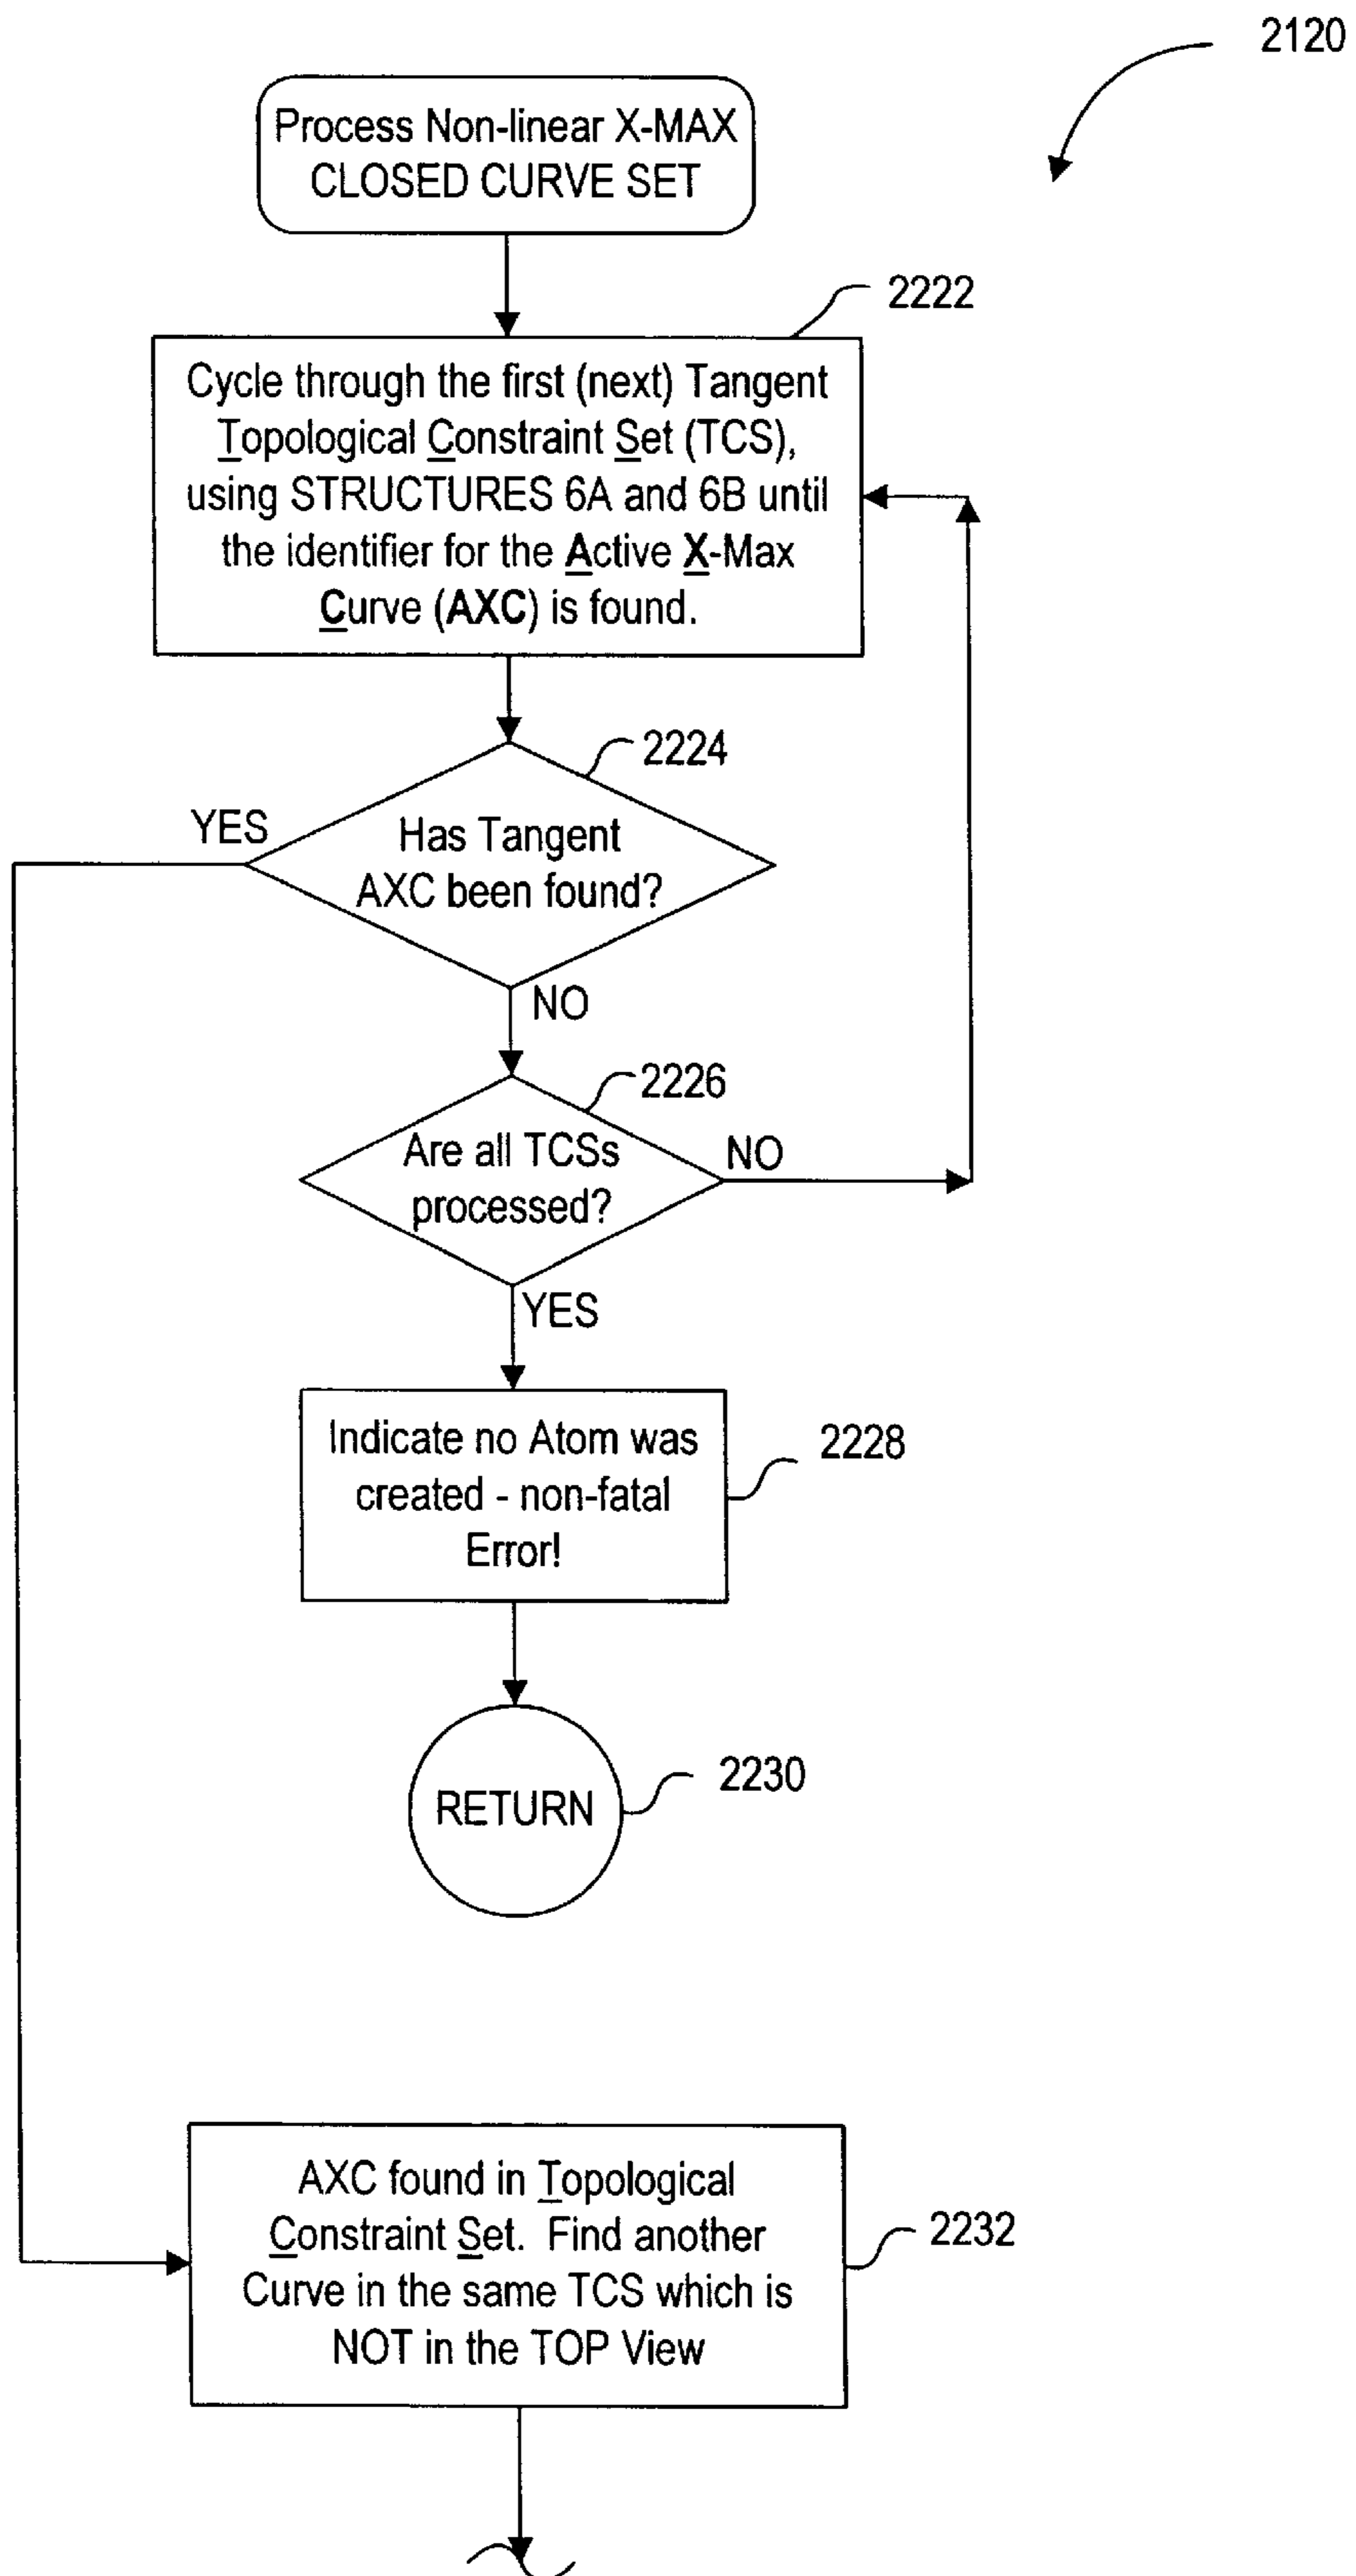 2120
Process Non-linear X-MAX
CLOSED CURVE SET
2222
Cycle through the first (next) Tangent
Topological Constraint Set (TCS),
using STRUCTURES 6A and 6B until
the identifier for the Active X-Max
Curve (AXC) is found.
2224
YES
Has Tangent
AXC been found?
NO
2226
Are all TCSs
processed?
NO
YES
Indicate no Atom was
created - non-fatal
Error!
2228
RETURN
2230
AXC found in Topological
Constraint Set. Find another
Curve in the same TCS which is
NOT in the TOP View
2232